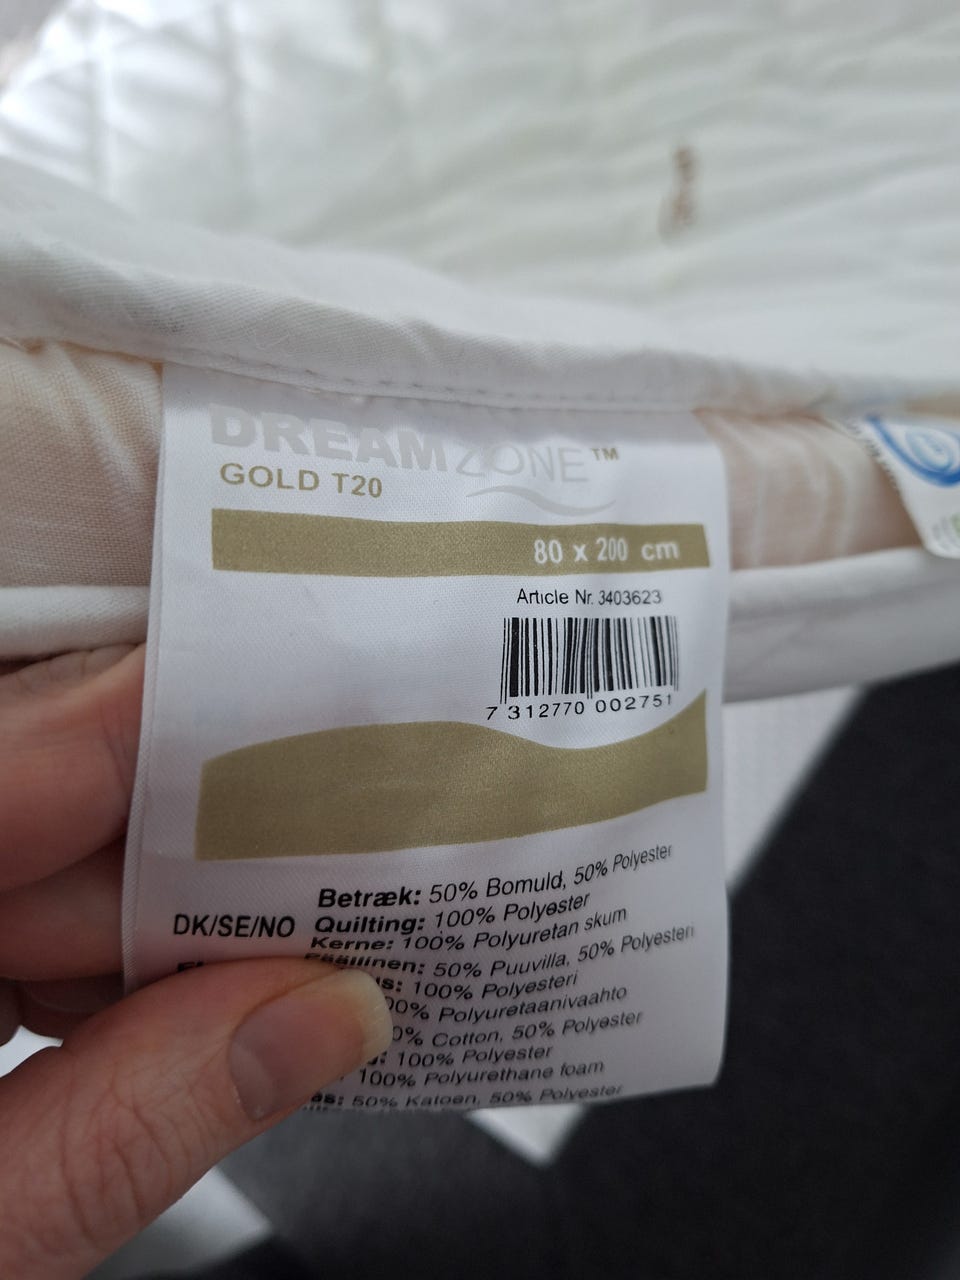 DREAMZONE™
GOLD T20
80 x 200 cm
Article Nr. 3403623
7 312770 002751
Betræk: 50% Bomuld, 50% Polyester
DK/SE/NO Quilting: 100% Polyester
Kerne: 100% Polyuretan skum
Päällinen: 50% Puuvilla, 50% Polyesteri
100% Polyesteri
Polyuretaanivaahto
Cotton, 50% Polyester
100% Polyester
100% Polyurethane foam
50% Katoen, 50% Polyester